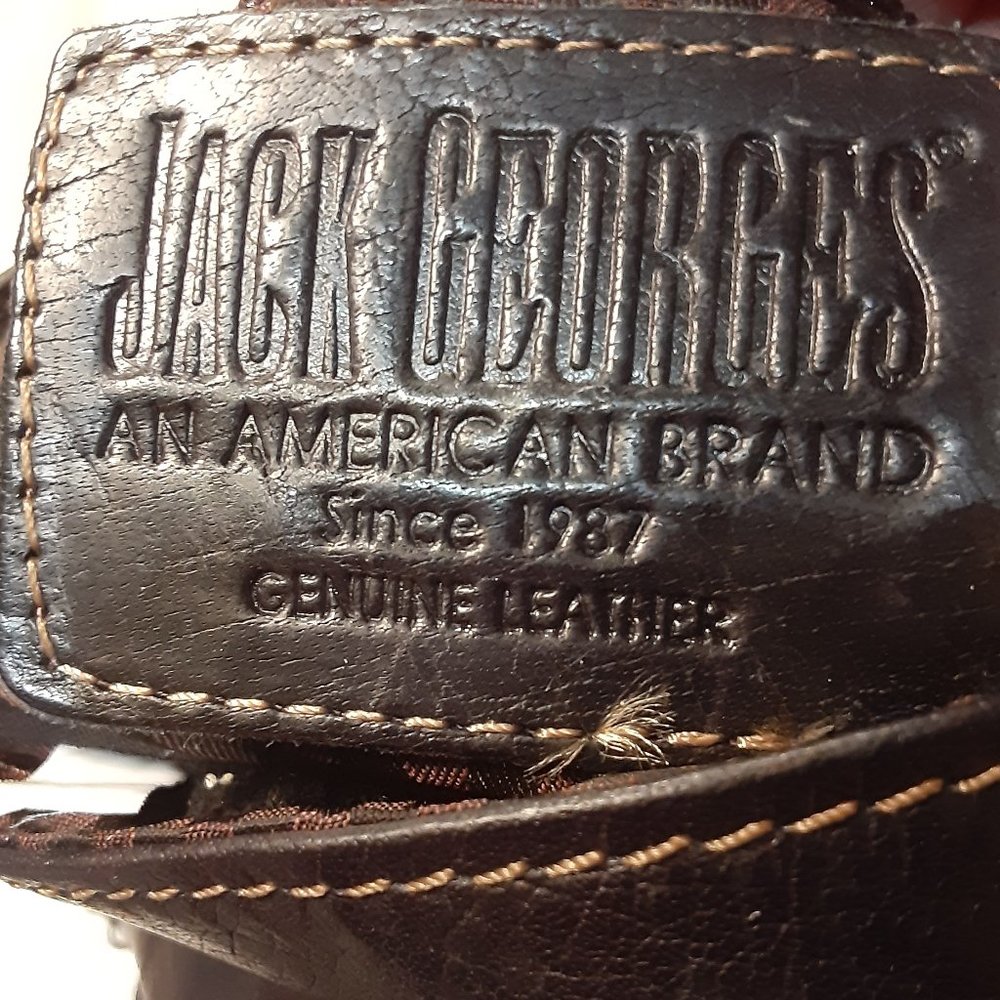 JACK GEORGES
AN AMERICAN BRAND
Since 1987
GENUINE LEATHER